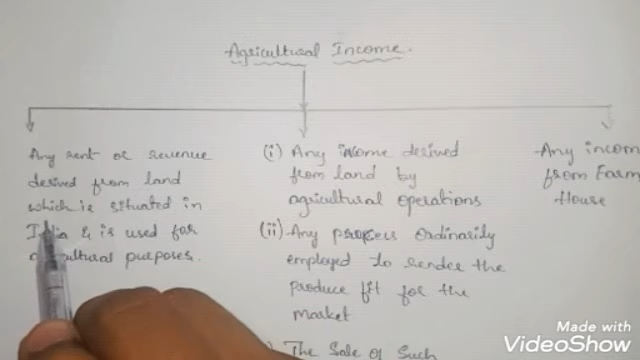 Agricultural Income.
Any rent or revenue
derived from land
which is situated in
India & is used for
agricultural purposes.
(i) Any income derived
from land by
agricultural operations
(ii) Any process ordinarily
employed to render the
produce fit for the
market
The Sale of Such
Any incom
from Farm
House
Made with
VideoShow